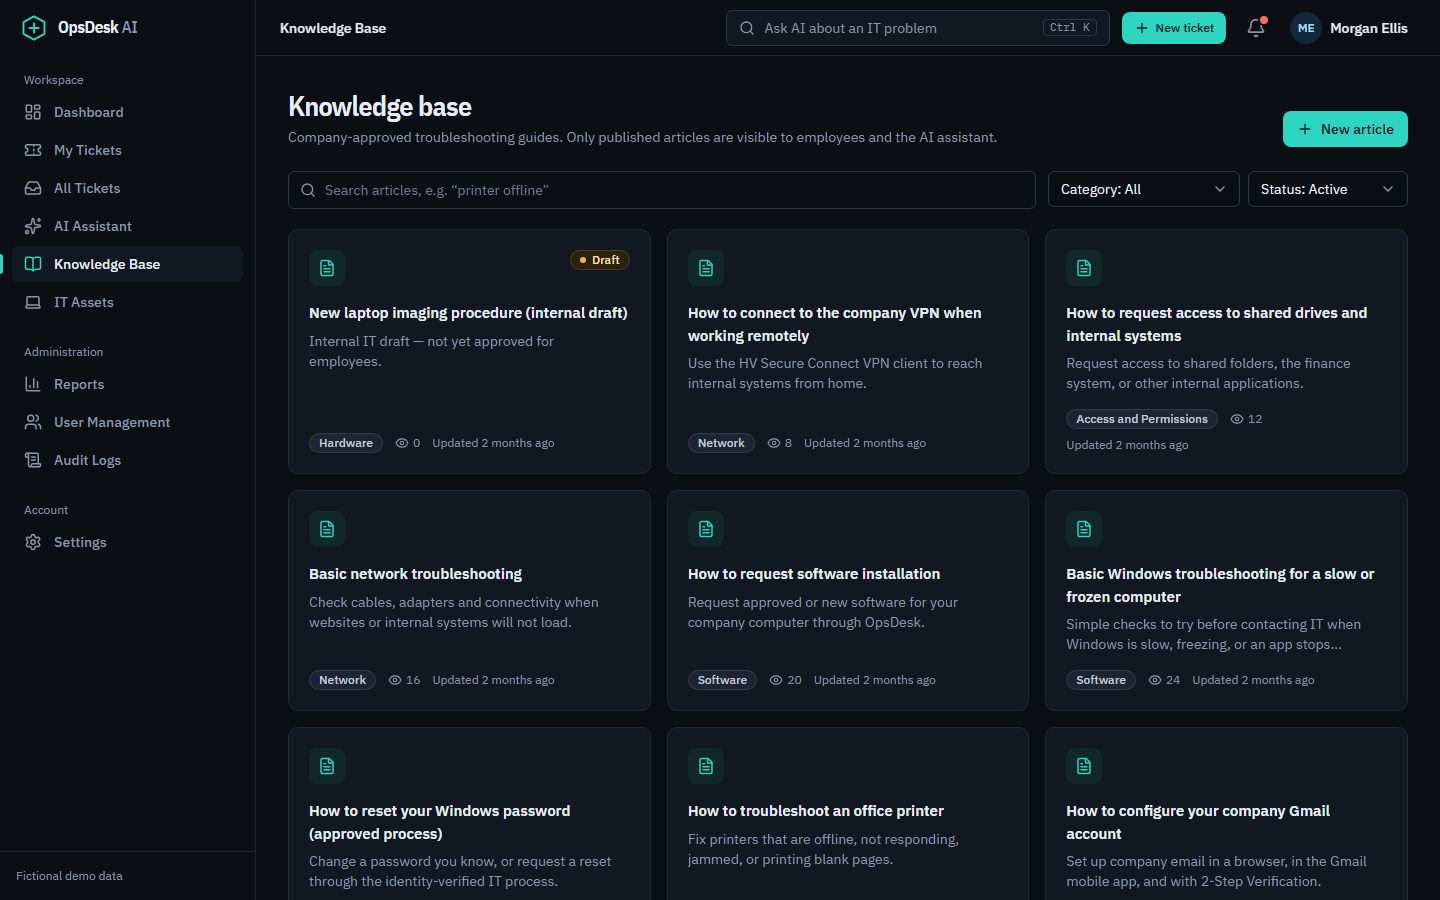 OpsDesk AI
Workspace
Dashboard
My Tickets
All Tickets
AI Assistant
Knowledge Base
IT Assets
Administration
Reports
User Management
Audit Logs
Account
Settings
Fictional demo data
Knowledge Base
Ask AI about an IT problem
Ctrl K
New ticket
ME
Morgan Ellis
Knowledge base
Company-approved troubleshooting guides. Only published articles are visible to employees and the AI assistant.
New article
Search articles, e.g. “printer offline”
Category: All
Status: Active
Draft
New laptop imaging procedure (internal draft)
Internal IT draft — not yet approved for
employees.
Hardware
0
Updated 2 months ago
How to connect to the company VPN when
working remotely
Use the HV Secure Connect VPN client to reach
internal systems from home.
Network
8
Updated 2 months ago
How to request access to shared drives and
internal systems
Request access to shared folders, the finance
system, or other internal applications.
Access and Permissions
12
Updated 2 months ago
Basic network troubleshooting
Check cables, adapters and connectivity when
websites or internal systems will not load.
Network
16
Updated 2 months ago
How to request software installation
Request approved or new software for your
company computer through OpsDesk.
Software
20
Updated 2 months ago
Basic Windows troubleshooting for a slow or
frozen computer
Simple checks to try before contacting IT when
Windows is slow, freezing, or an app stops...
Software
24
Updated 2 months ago
How to reset your Windows password
(approved process)
Change a password you know, or request a reset
through the identity-verified IT process.
How to troubleshoot an office printer
Fix printers that are offline, not responding,
jammed, or printing blank pages.
How to configure your company Gmail
account
Set up company email in a browser, in the Gmail
mobile app, and with 2-Step Verification.